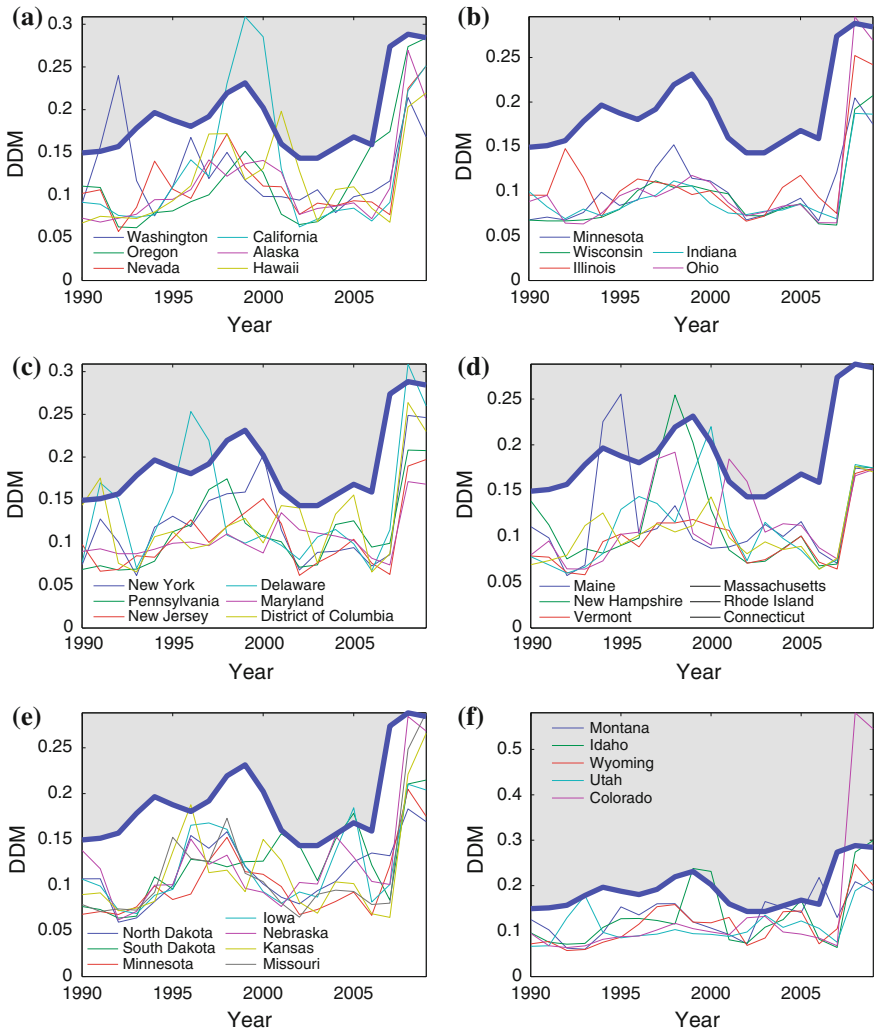 (a)
0.3
0.25
0.2
0.15
0.1
0.05
0
DDM
Washington
Oregon
Nevada
California
Alaska
Hawaii
1990 1995 2000 2005
Year
(b)
0.25
0.2
0.15
0.1
0.05
0
DDM
Minnesota
Wisconsin
Illinois
Indiana
Ohio
1990 1995 2000 2005
Year
(c)
0.3
0.25
0.2
0.15
0.1
0.05
0
DDM
New York
Pennsylvania
New Jersey
Delaware
Maryland
District of Columbia
1990 1995 2000 2005
Year
(d)
0.25
0.2
0.15
0.1
0.05
0
DDM
Maine
New Hampshire
Vermont
Massachusetts
Rhode Island
Connecticut
1990 1995 2000 2005
Year
(e)
0.25
0.2
0.15
0.1
0.05
0
DDM
North Dakota
South Dakota
Minnesota
Iowa
Nebraska
Kansas
Missouri
1990 1995 2000 2005
Year
(f)
0.5
0.4
0.3
0.2
0.1
0
DDM
Montana
Idaho
Wyoming
Utah
Colorado
1990 1995 2000 2005
Year